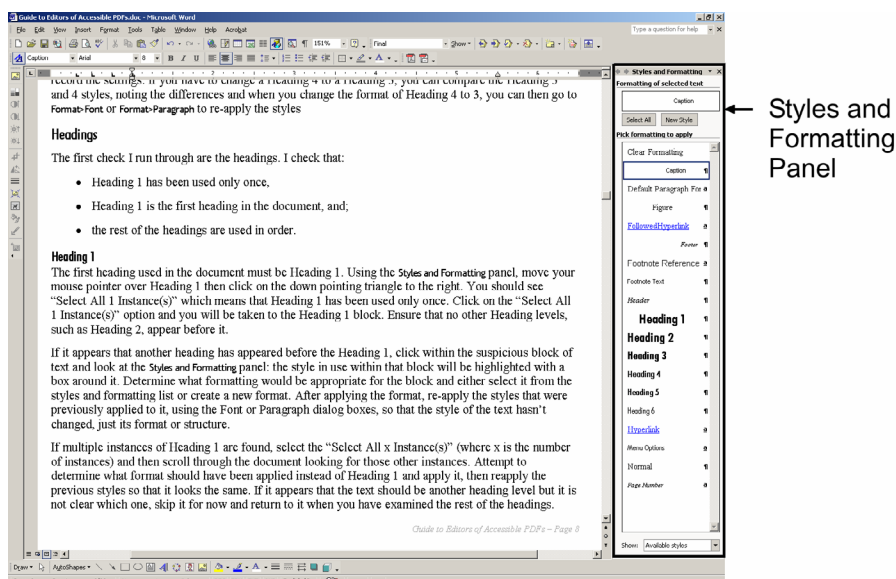 Guide to Editors of Accessible PDFs.doc - Microsoft Word
File Edit View Insert Format Tools Table Window Help Acrobat
Type a question for help
151%
Final
Show
Caption
Arial
8
B I U
and 4 styles, noting the differences and when you change the format of Heading 4 to 3, you can then go to
Format>Font or Format>Paragraph to re-apply the styles
Headings
The first check I run through are the headings. I check that:
• Heading 1 has been used only once,
• Heading 1 is the first heading in the document, and;
• the rest of the headings are used in order.
Heading 1
The first heading used in the document must be Heading 1. Using the Styles and Formatting panel, move your
mouse pointer over Heading 1 then click on the down pointing triangle to the right. You should see
“Select All 1 Instance(s)” which means that Heading 1 has been used only once. Click on the “Select All
1 Instance(s)” option and you will be taken to the Heading 1 block. Ensure that no other Heading levels,
such as Heading 2, appear before it.
If it appears that another heading has appeared before the Heading 1, click within the suspicious block of
text and look at the Styles and Formatting panel: the style in use within that block will be highlighted with a
box around it. Determine what formatting would be appropriate for the block and either select it from the
styles and formatting list or create a new format. After applying the format, re-apply the styles that were
previously applied to it, using the Font or Paragraph dialog boxes, so that the style of the text hasn’t
changed, just its format or structure.
If multiple instances of Heading 1 are found, select the “Select All x Instance(s)” (where x is the number
of instances) and then scroll through the document looking for those other instances. Attempt to
determine what format should have been applied instead of Heading 1 and apply it, then reapply the
previous styles so that it looks the same. If it appears that the text should be another heading level but it is
not clear which one, skip it for now and return to it when you have examined the rest of the headings.
Guide to Editors of Accessible PDFs – Page 8
Draw
AutoShapes
Styles and Formatting
Formatting of selected text
Caption
Select All
New Style
Pick formatting to apply
Clear Formatting
Caption ¶
Default Paragraph For a
Figure ¶
FollowedHyperlink a
Footer ¶
Footnote Reference a
Footnote Text ¶
Header ¶
Heading 1 ¶
Heading 2 ¶
Heading 3 ¶
Heading 4 ¶
Heading 5 ¶
Heading 6 ¶
Hyperlink a
Menu Options a
Normal ¶
Page Number a
Show: Available styles
Styles and
Formatting
Panel